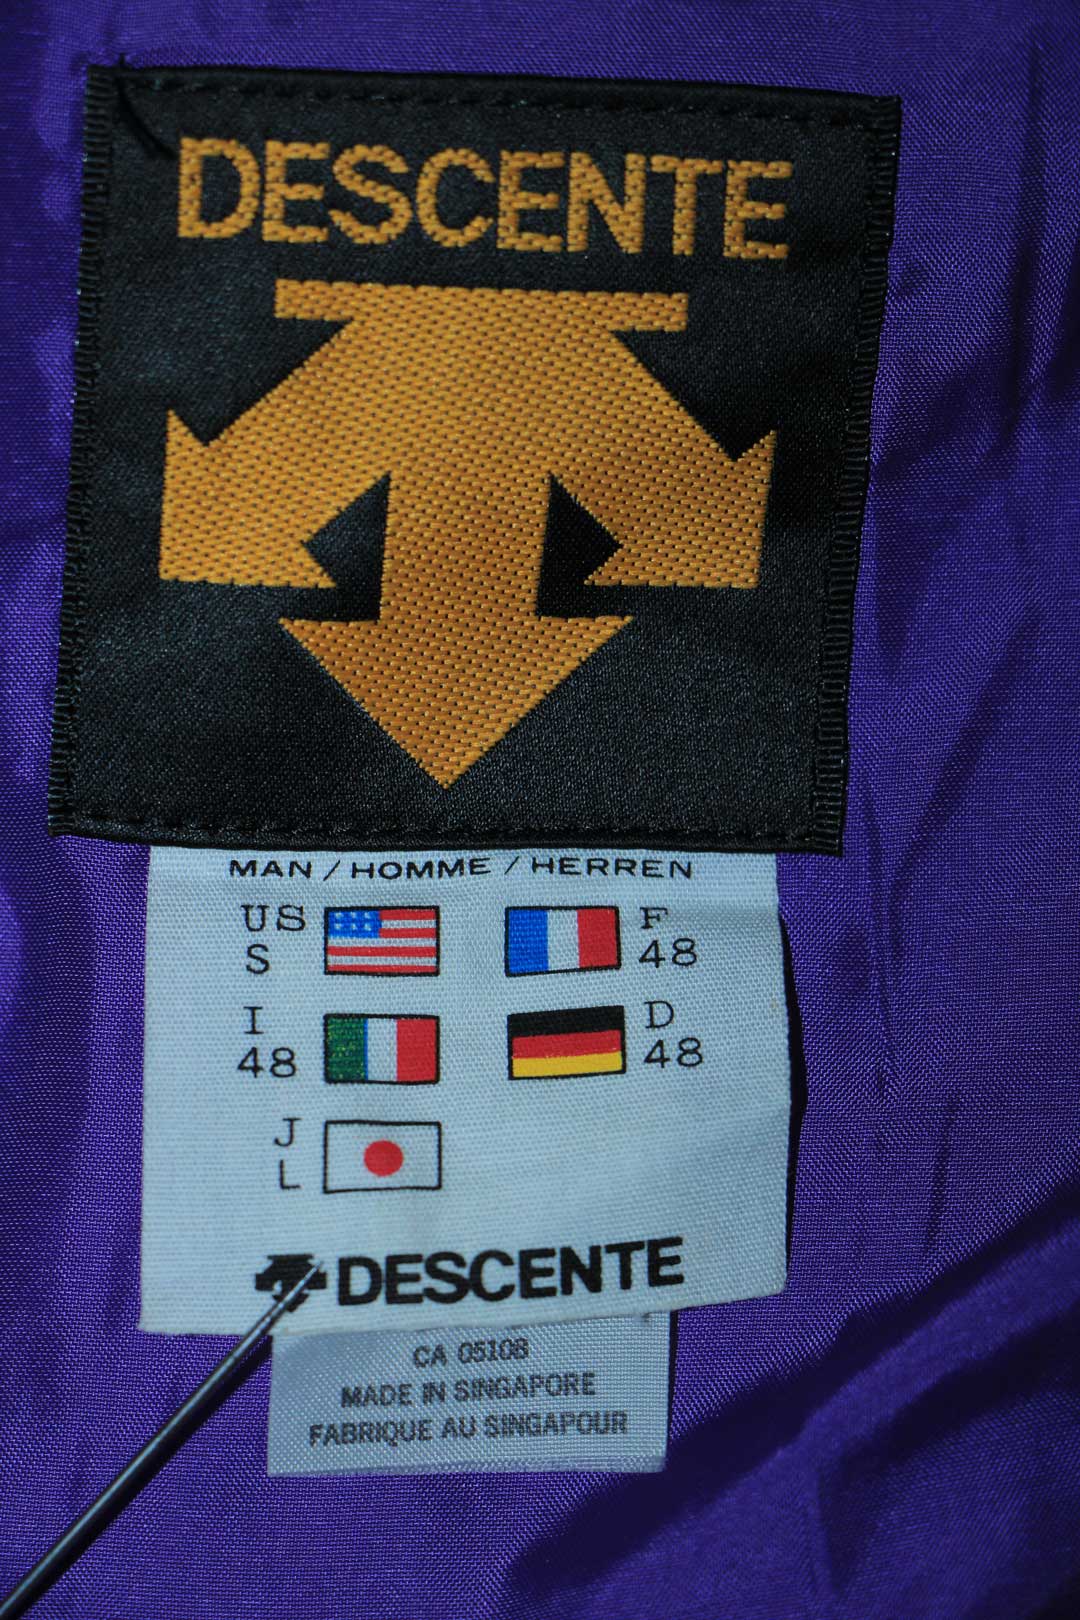 DESCENTE
MAN / HOMME / HERREN
US F
S 48
I D
48 48
J
L
DESCENTE
CA 05108
MADE IN SINGAPORE
FABRIQUE AU SINGAPOUR